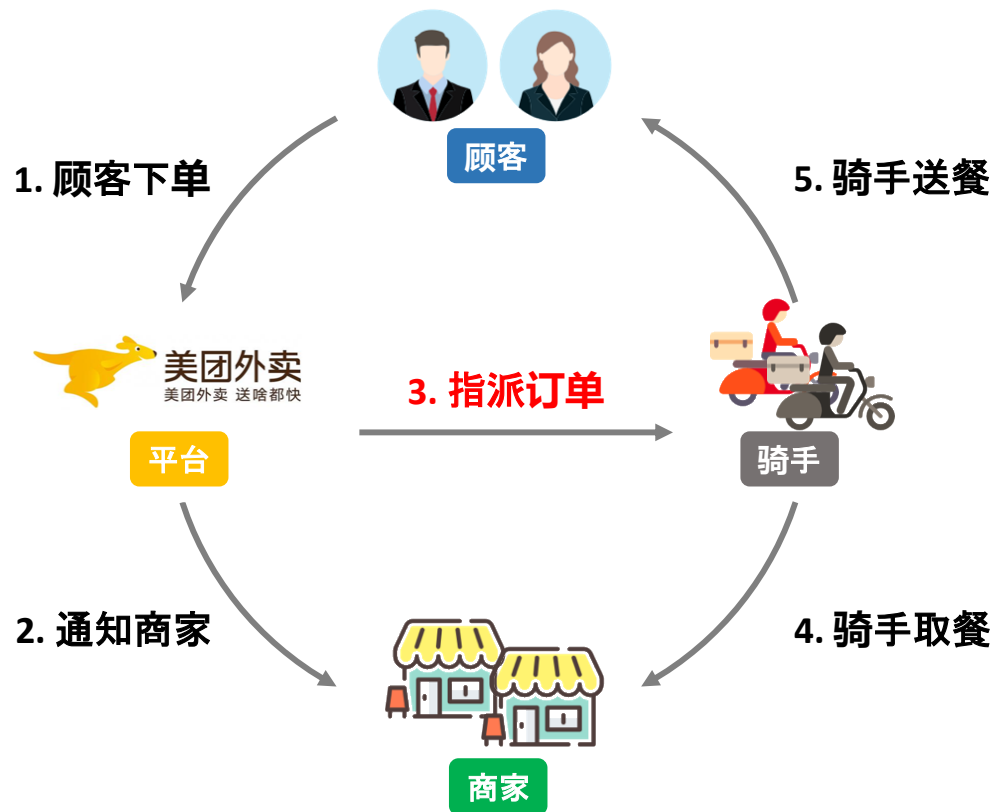 顾客
1. 顾客下单
5. 骑手送餐
美团外卖
美团外卖 送啥都快
3. 指派订单
平台
骑手
2. 通知商家
4. 骑手取餐
商家